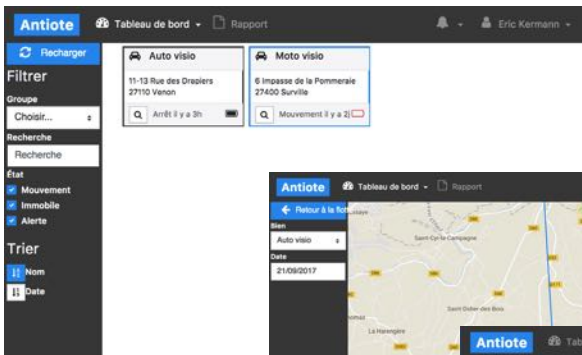 Antiote Tableau de bord Rapport Eric Kermann
Recharger
Filtrer
Groupe
Choisir...
Recherche
Recherche
État
Mouvement
Immobile
Alerte
Trier
Nom
Date
Auto visio
11-13 Rue des Drapiers
27110 Venon
Arrêt il y a 3h
Moto visio
6 Impasse de la Pommeraie
27400 Surville
Mouvement il y a 2j
Antiote Tableau de bord Rapport
Retour à la flott
Bien
Auto visio
Date
21/09/2017
Saint-Cyr-la-Campagne
Saint-Didier-des-Bois
La Harengère
Antiote Tab